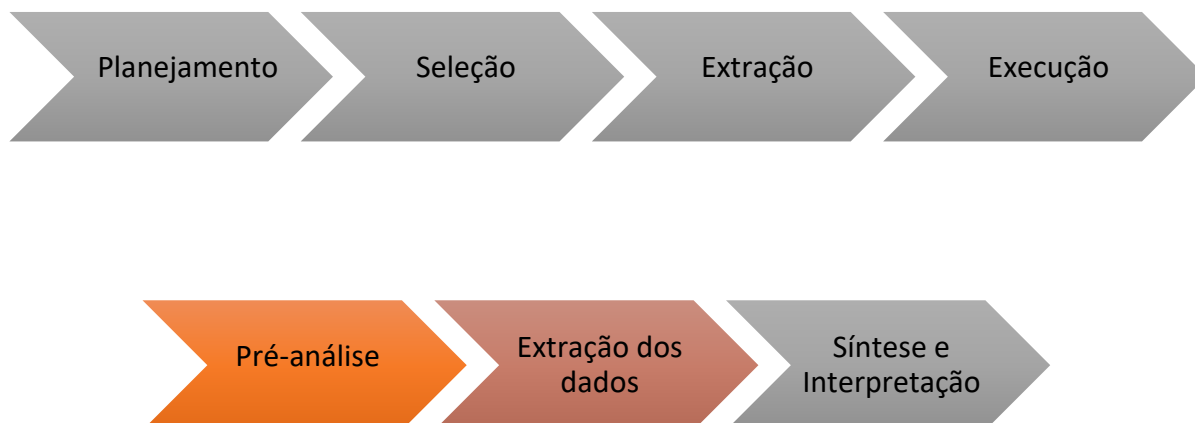 Planejamento
Seleção
Extração
Execução
Pré-análise
Extração dos
dados
Síntese e
Interpretação